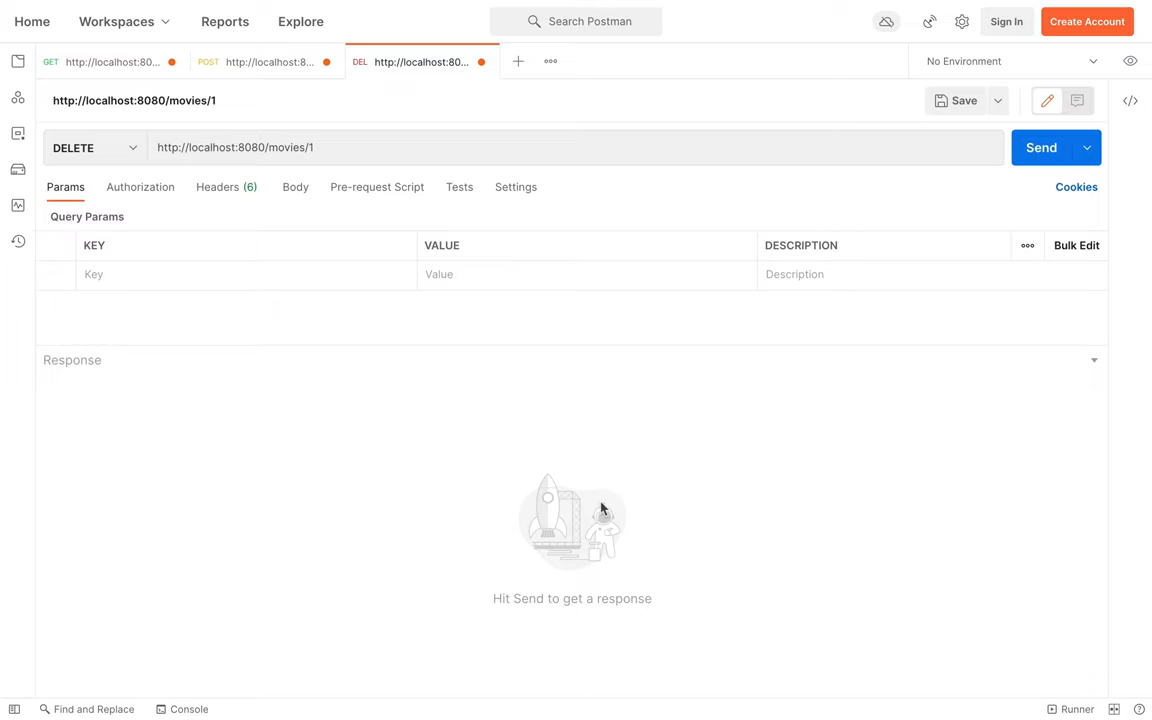 Home Workspaces Reports Explore Search Postman Sign In Create Account
GET http://localhost:80... POST http://localhost:8... DEL http://localhost:80... No Environment
http://localhost:8080/movies/1 Save
DELETE http://localhost:8080/movies/1 Send
Params Authorization Headers (6) Body Pre-request Script Tests Settings Cookies
Query Params
KEY VALUE DESCRIPTION Bulk Edit
Key Value Description
Response
Hit Send to get a response
Find and Replace Console Runner